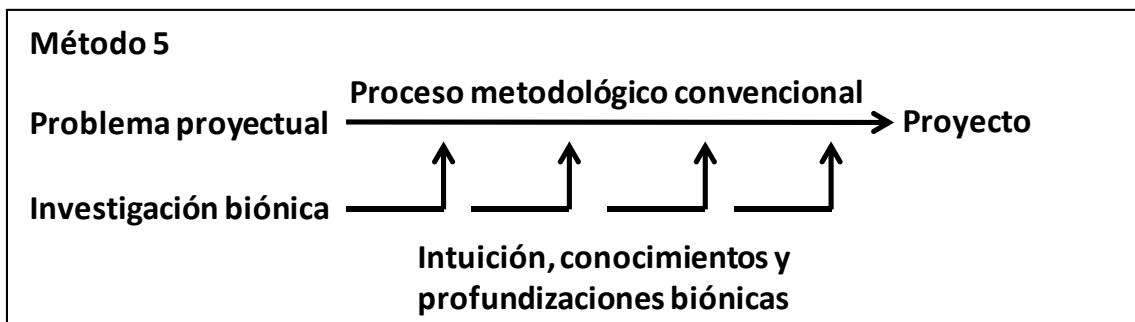 Método 5
Proceso metodológico convencional
Problema proyectual
Proyecto
Investigación biónica
Intuición, conocimientos y
profundizaciones biónicas